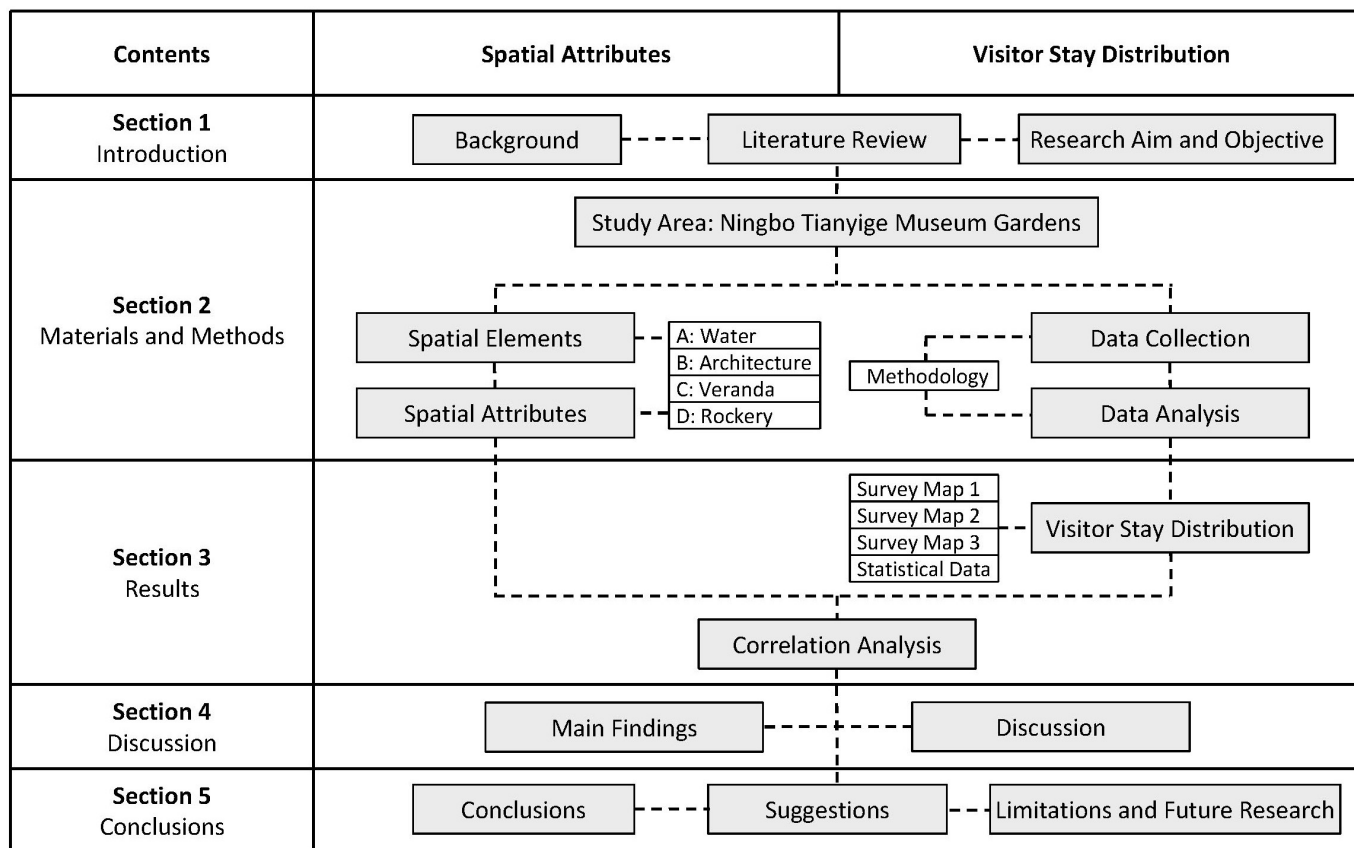 Contents
Spatial Attributes
Visitor Stay Distribution
Section 1
Introduction
Background
Literature Review
Research Aim and Objective
Section 2
Materials and Methods
Study Area: Ningbo Tianyige Museum Gardens
Spatial Elements
Spatial Attributes
A: Water
B: Architecture
C: Veranda
D: Rockery
Methodology
Data Collection
Data Analysis
Section 3
Results
Survey Map 1
Survey Map 2
Survey Map 3
Statistical Data
Visitor Stay Distribution
Correlation Analysis
Section 4
Discussion
Main Findings
Discussion
Section 5
Conclusions
Conclusions
Suggestions
Limitations and Future Research